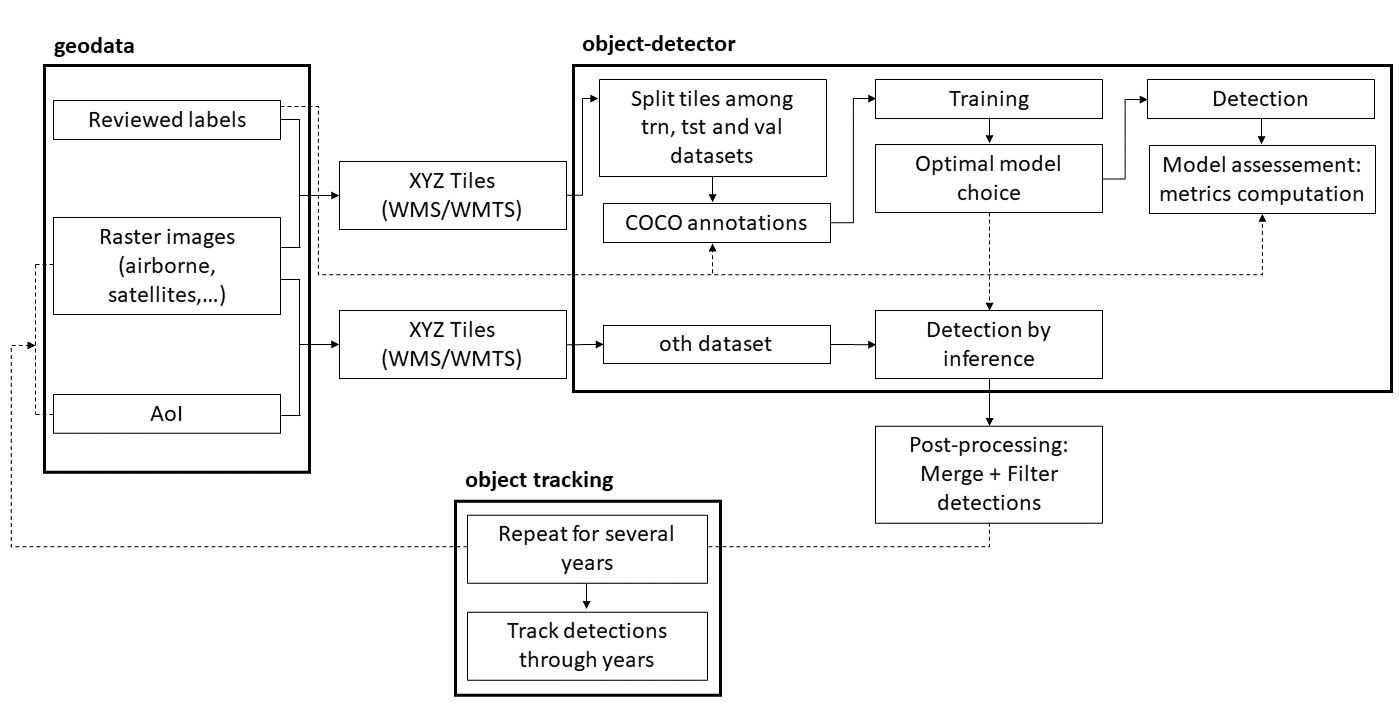 geodata
Reviewed labels
Raster images
(airborne,
satellites,...)
AoI
XYZ Tiles
(WMS/WMTS)
XYZ Tiles
(WMS/WMTS)
object-detector
Split tiles among
trn, tst and val
datasets
COCO annotations
Training
Optimal model
choice
Detection
Model assessement:
metrics computation
oth dataset
Detection by
inference
Post-processing:
Merge + Filter
detections
object tracking
Repeat for several
years
Track detections
through years